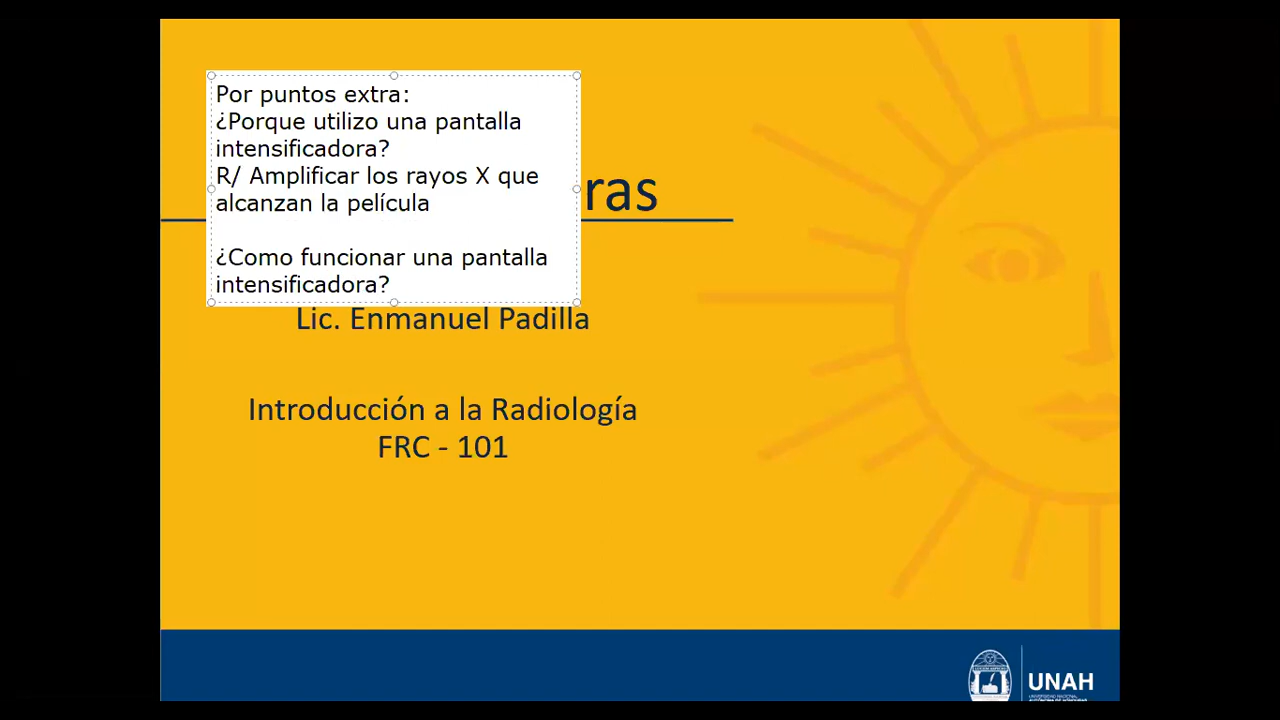 Por puntos extra:
¿Porque utilizo una pantalla
intensificadora?
R/ Amplificar los rayos X que
alcanzan la película
¿Como funcionar una pantalla
intensificadora?
ras
Lic. Enmanuel Padilla
Introducción a la Radiología
FRC - 101
UNAH